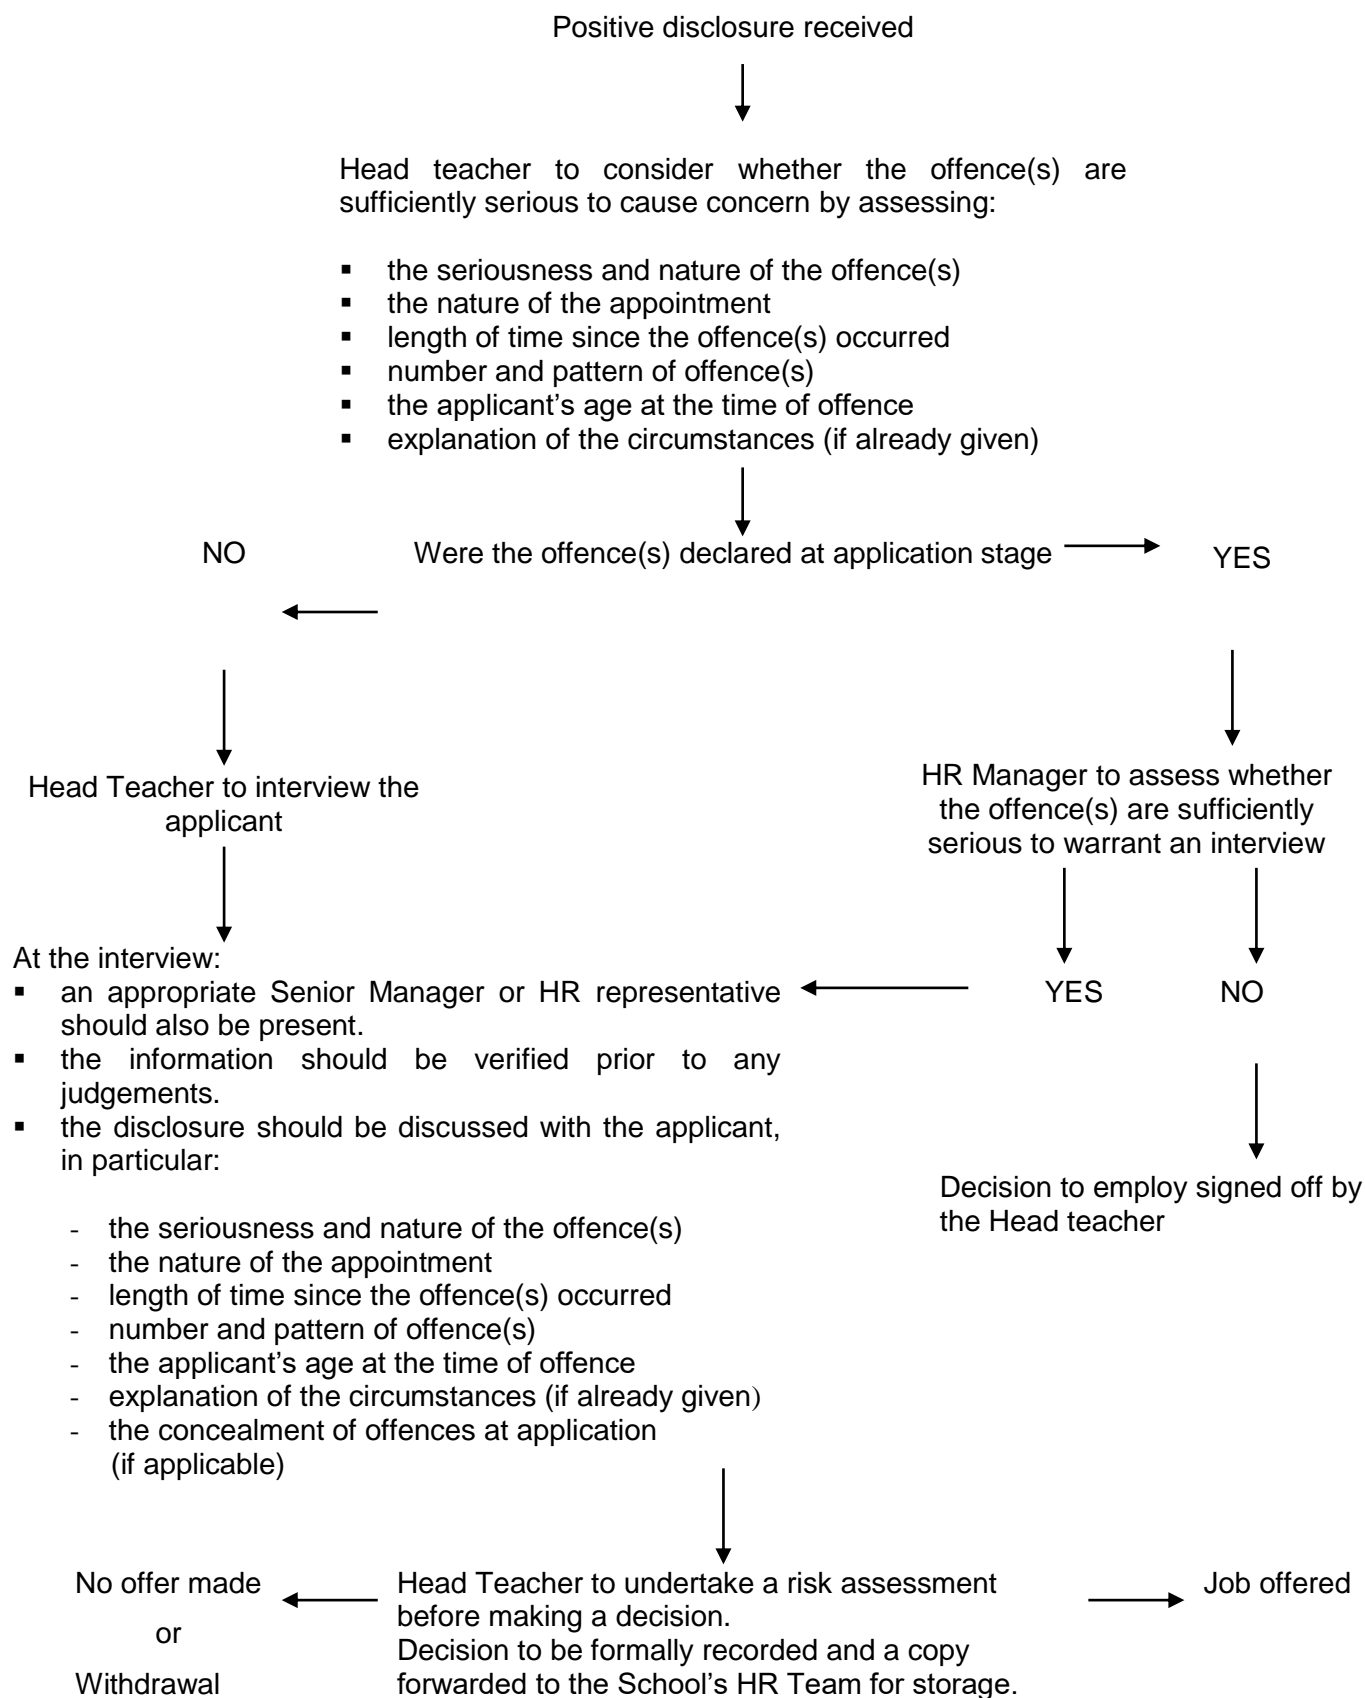 Positive disclosure received
Head teacher to consider whether the offence(s) are
sufficiently serious to cause concern by assessing:
▪ the seriousness and nature of the offence(s)
▪ the nature of the appointment
▪ length of time since the offence(s) occurred
▪ number and pattern of offence(s)
▪ the applicant’s age at the time of offence
▪ explanation of the circumstances (if already given)
NO
Were the offence(s) declared at application stage
YES
Head Teacher to interview the
applicant
HR Manager to assess whether
the offence(s) are sufficiently
serious to warrant an interview
At the interview:
▪ an appropriate Senior Manager or HR representative
should also be present.
▪ the information should be verified prior to any
judgements.
▪ the disclosure should be discussed with the applicant,
in particular:
- the seriousness and nature of the offence(s)
- the nature of the appointment
- length of time since the offence(s) occurred
- number and pattern of offence(s)
- the applicant’s age at the time of offence
- explanation of the circumstances (if already given)
- the concealment of offences at application
(if applicable)
YES
NO
Decision to employ signed off by
the Head teacher
No offer made
or
Withdrawal
Head Teacher to undertake a risk assessment
before making a decision.
Decision to be formally recorded and a copy
forwarded to the School’s HR Team for storage.
Job offered